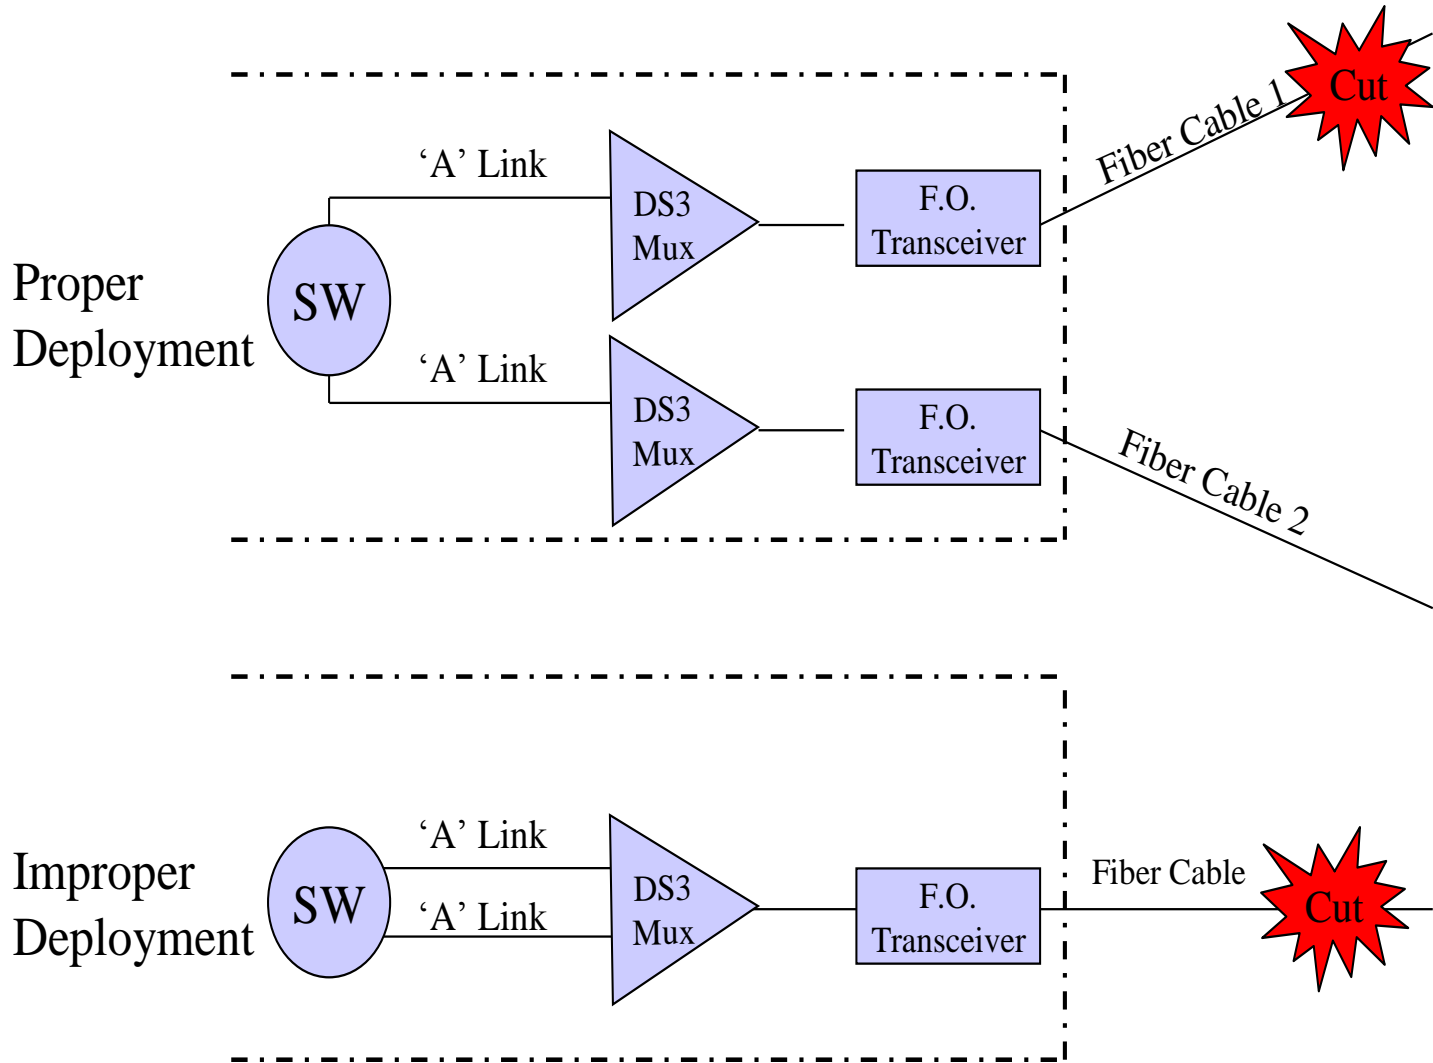 Cut
Fiber Cable 1
‘A’ Link
DS3
Mux
F.O.
Transceiver
Proper
Deployment
SW
‘A’ Link
DS3
Mux
F.O.
Transceiver
Fiber Cable 2
Improper
Deployment
SW
‘A’ Link
‘A’ Link
DS3
Mux
F.O.
Transceiver
Fiber Cable
Cut